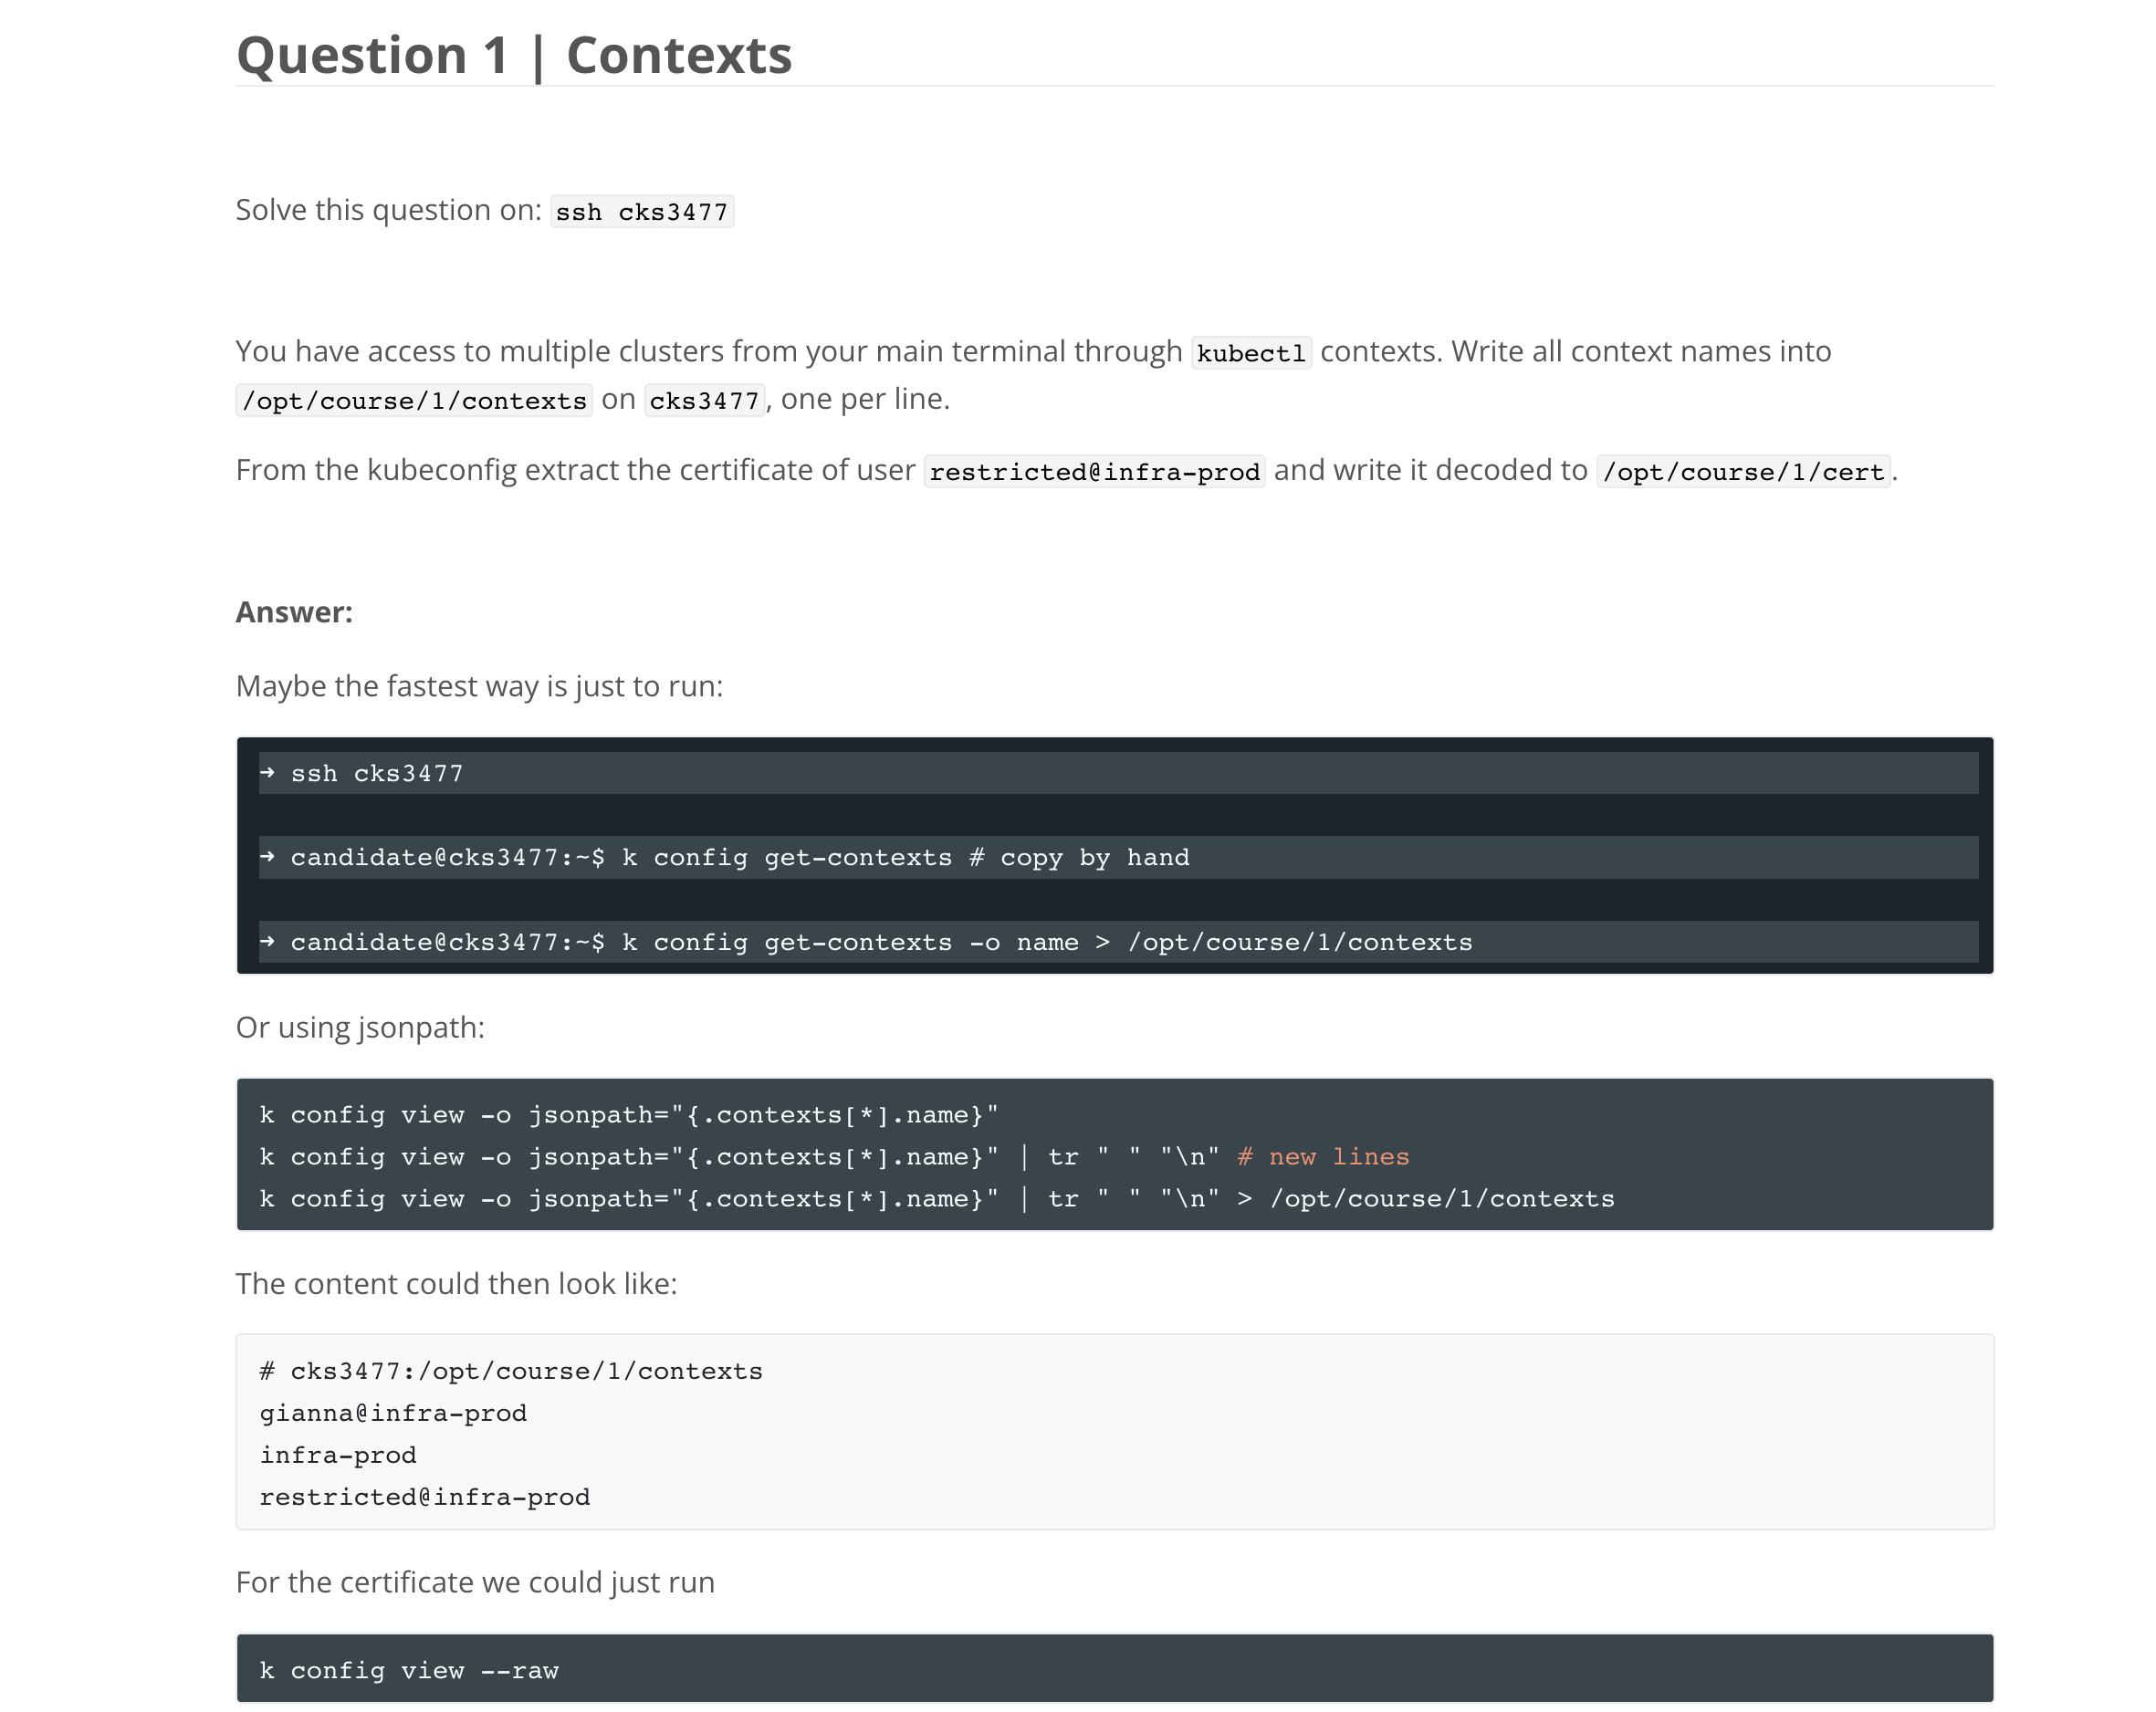 Question 1 | Contexts
Solve this question on: ssh cks3477
You have access to multiple clusters from your main terminal through kubectl contexts. Write all context names into
/opt/course/1/contexts on cks3477, one per line.
From the kubeconfig extract the certificate of user restricted@infra-prod and write it decoded to /opt/course/1/cert.
Answer:
Maybe the fastest way is just to run:
➜ ssh cks3477
➜ candidate@cks3477:~$ k config get-contexts # copy by hand
➜ candidate@cks3477:~$ k config get-contexts -o name > /opt/course/1/contexts
Or using jsonpath:
k config view -o jsonpath="{.contexts[*].name}"
k config view -o jsonpath="{.contexts[*].name}" | tr " " "\n" # new lines
k config view -o jsonpath="{.contexts[*].name}" | tr " " "\n" > /opt/course/1/contexts
The content could then look like:
# cks3477:/opt/course/1/contexts
gianna@infra-prod
infra-prod
restricted@infra-prod
For the certificate we could just run
k config view --raw